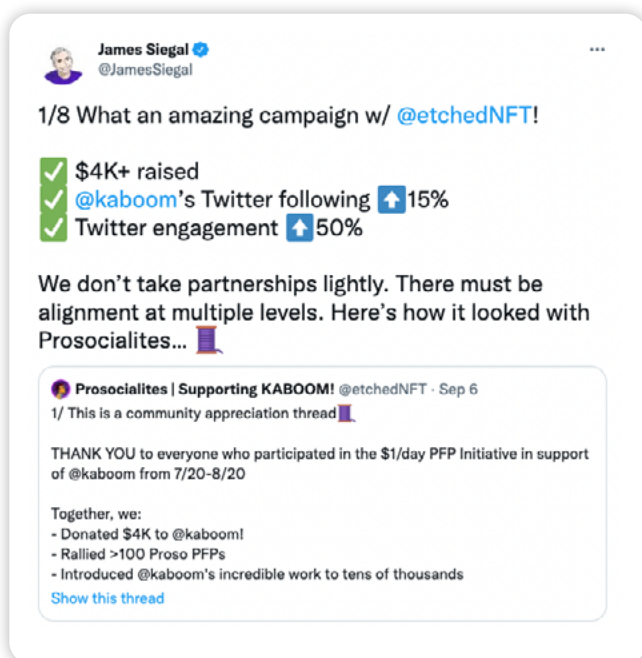 James Siegal
@JamesSiegal
1/8 What an amazing campaign w/ @etchedNFT!
✅ $4K+ raised
✅ @kaboom's Twitter following ⬆️15%
✅ Twitter engagement ⬆️50%
We don't take partnerships lightly. There must be
alignment at multiple levels. Here's how it looked with
Prosocialites... 🧵
Prosocialites | Supporting KABOOM! @etchedNFT · Sep 6
1/ This is a community appreciation thread🧵
THANK YOU to everyone who participated in the $1/day PFP Initiative in support
of @kaboom from 7/20-8/20
Together, we:
- Donated $4K to @kaboom!
- Rallied >100 Proso PFPs
- Introduced @kaboom's incredible work to tens of thousands
Show this thread